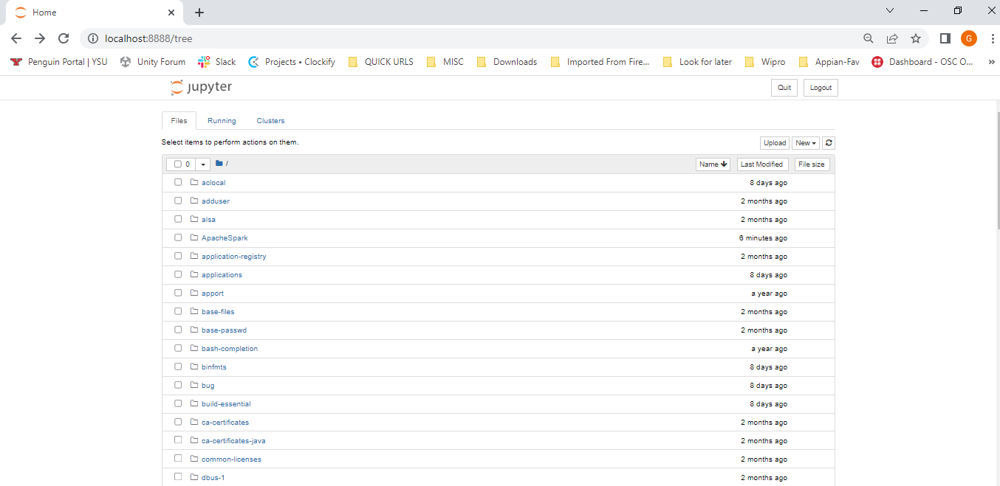 Home
localhost:8888/tree
G
Penguin Portal | YSU Unity Forum Slack Projects • Clockify QUICK URLS MISC Downloads Imported From Fire... Look for later Wipro Appian-Fav Dashboard - OSC O... »
jupyter Quit Logout
Files Running Clusters
Select items to perform actions on them. Upload New
0 / Name Last Modified File size
aclocal 8 days ago
adduser 2 months ago
alsa 2 months ago
ApacheSpark 6 minutes ago
application-registry 2 months ago
applications 8 days ago
apport a year ago
base-files 2 months ago
base-passwd 2 months ago
bash-completion a year ago
binfmts 8 days ago
bug 8 days ago
build-essential 8 days ago
ca-certificates 2 months ago
ca-certificates-java 2 months ago
common-licenses 2 months ago
dbus-1 2 months ago